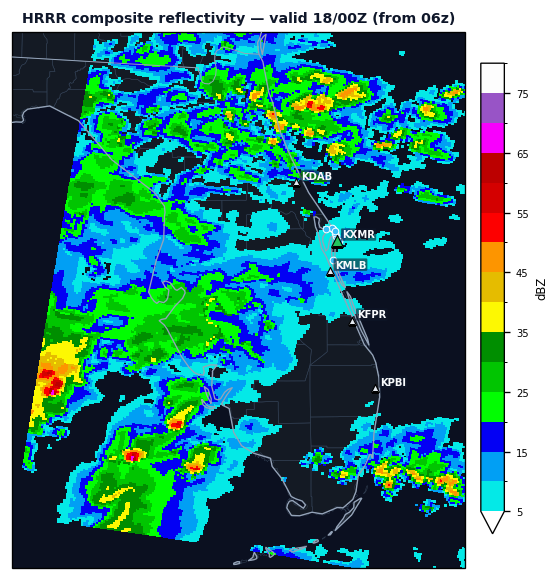 HRRR composite reflectivity — valid 18/00Z (from 06z)
KDAB
KXMR
KMLB
KFPR
KPBI
75
65
55
45
35
25
15
5
dBZ